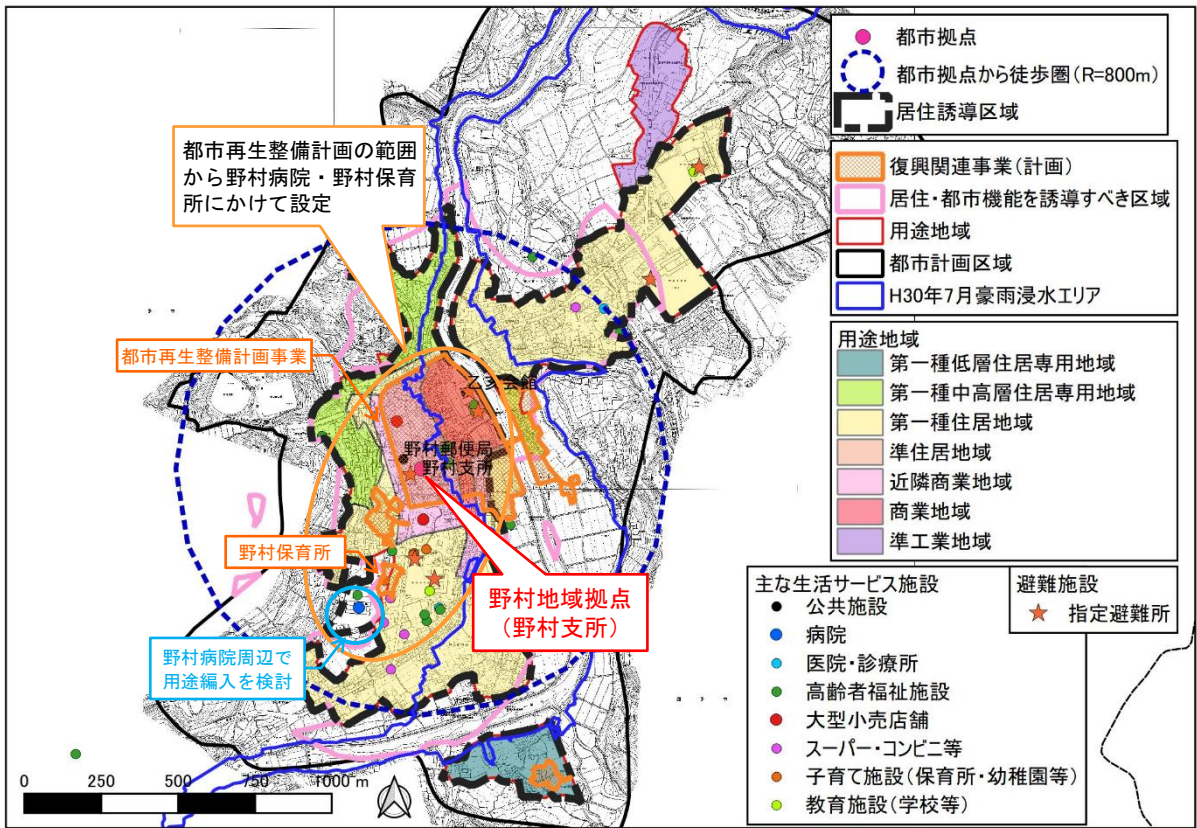 都市再生整備計画の範囲
から野村病院・野村保育
所にかけて設定
都市再生整備計画事業
乙亥会館
野村郵便局
野村支所
野村保育所
野村地域拠点
（野村支所）
野村病院周辺で
用途編入を検討
0 250 500 750 1000 m
都市拠点
都市拠点から徒歩圏(R=800m)
居住誘導区域
復興関連事業(計画)
居住・都市機能を誘導すべき区域
用途地域
都市計画区域
H30年7月豪雨浸水エリア
用途地域
第一種低層住居専用地域
第一種中高層住居専用地域
第一種住居地域
準住居地域
近隣商業地域
商業地域
準工業地域
主な生活サービス施設
公共施設
病院
医院・診療所
高齢者福祉施設
大型小売店舗
スーパー・コンビニ等
子育て施設(保育所・幼稚園等)
教育施設(学校等)
避難施設
指定避難所